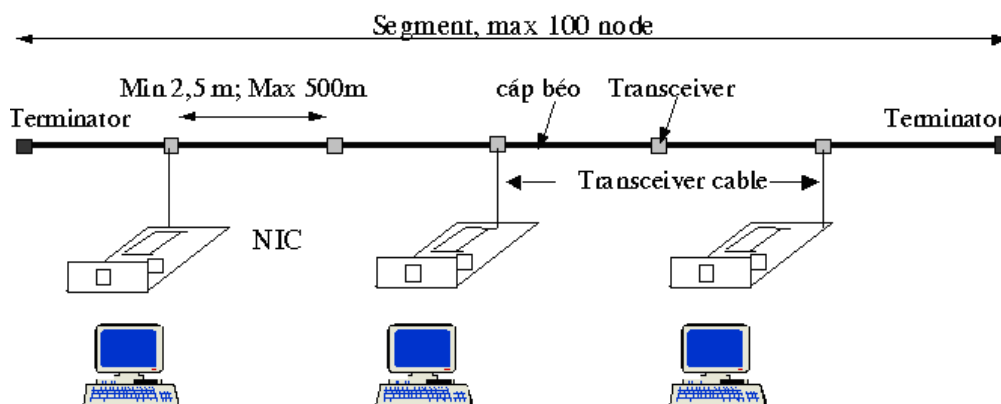 Segment, max 100 node
Min 2,5 m; Max 500m
cáp béo
Transceiver
Terminator
Terminator
Transceiver cable
NIC